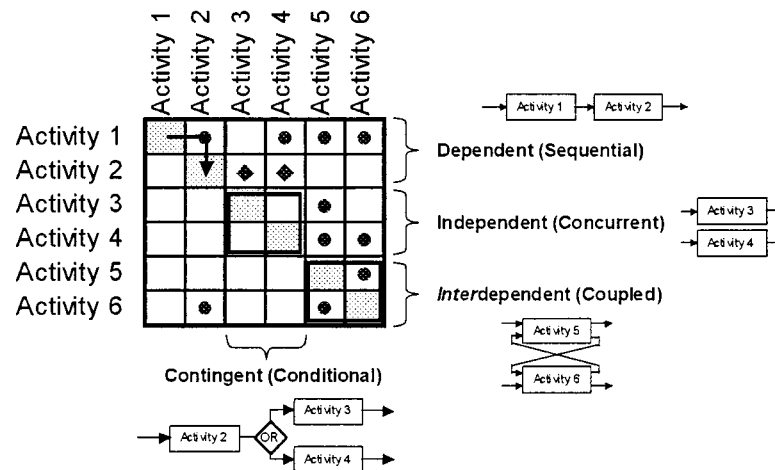 Activity 1
Activity 2
Activity 3
Activity 4
Activity 5
Activity 6
Activity 1
Activity 2
Activity 3
Activity 4
Activity 5
Activity 6
Activity 1
Activity 2
Dependent (Sequential)
Independent (Concurrent)
Activity 3
Activity 4
Interdependent (Coupled)
Activity 5
Activity 6
Contingent (Conditional)
Activity 2
OR
Activity 3
Activity 4